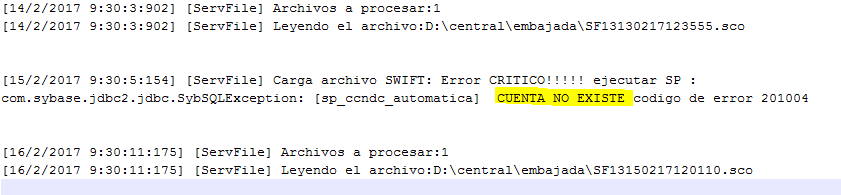 [14/2/2017 9:30:3:902] [ServFile] Archivos a procesar:1
[14/2/2017 9:30:3:902] [ServFile] Leyendo el archivo:D:\central\embajada\SF13130217123555.sco
[15/2/2017 9:30:5:154] [ServFile] Carga archivo SWIFT: Error CRITICO!!!!! ejecutar SP :
com.sybase.jdbc2.jdbc.SybSQLException: [sp_ccndc_automatica] CUENTA NO EXISTE codigo de error 201004
[16/2/2017 9:30:11:175] [ServFile] Archivos a procesar:1
[16/2/2017 9:30:11:175] [ServFile] Leyendo el archivo:D:\central\embajada\SF13150217120110.sco